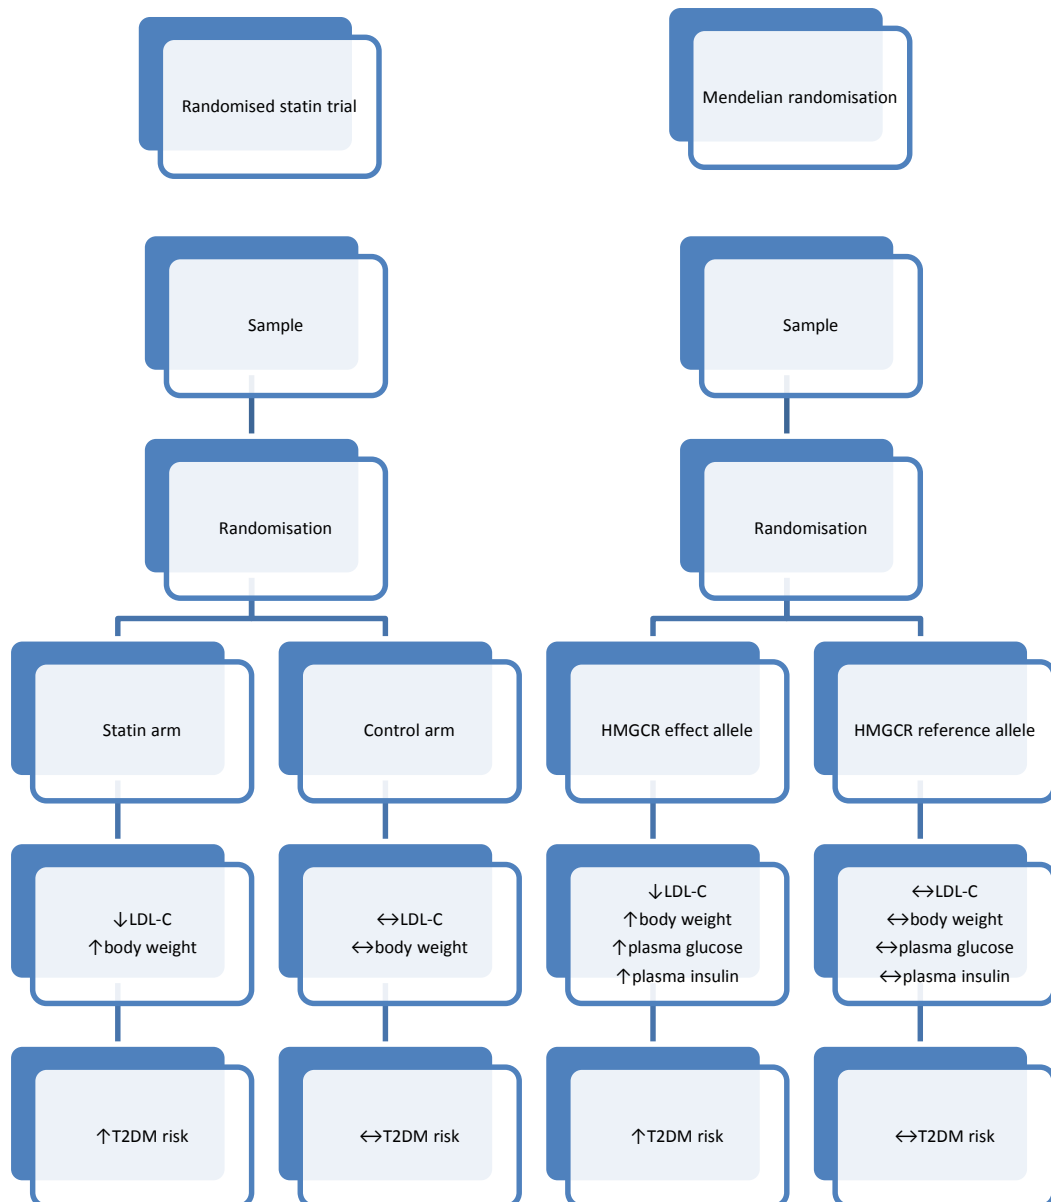 Randomised statin trial
Mendelian randomisation
Sample
Sample
Randomisation
Randomisation
Statin arm
Control arm
HMGCR effect allele
HMGCR reference allele
↓LDL-C
↑body weight
↔LDL-C
↔body weight
↓LDL-C
↑body weight
↑plasma glucose
↑plasma insulin
↔LDL-C
↔body weight
↔plasma glucose
↔plasma insulin
↑T2DM risk
↔T2DM risk
↑T2DM risk
↔T2DM risk